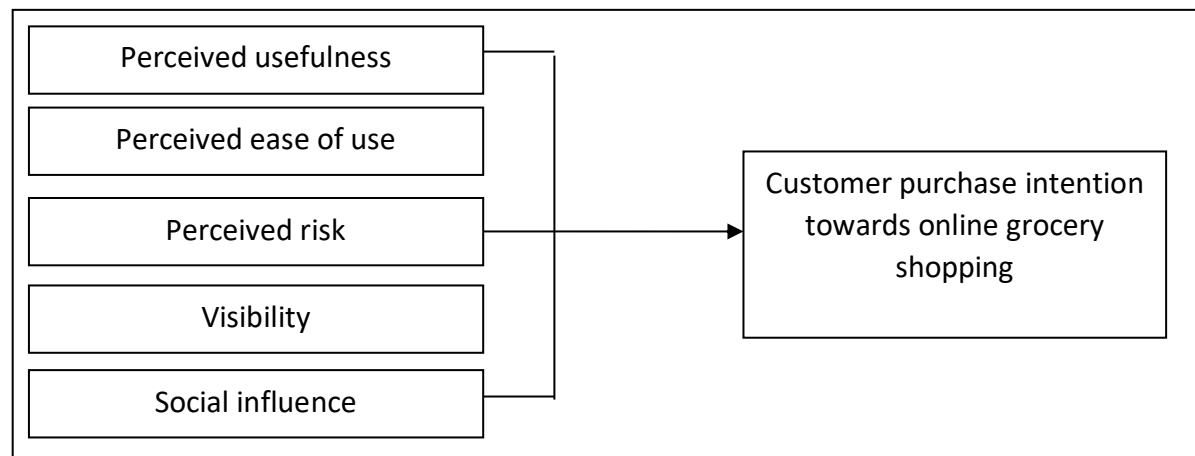 Perceived usefulness
Perceived ease of use
Perceived risk
Visibility
Social influence
Customer purchase intention
towards online grocery
shopping